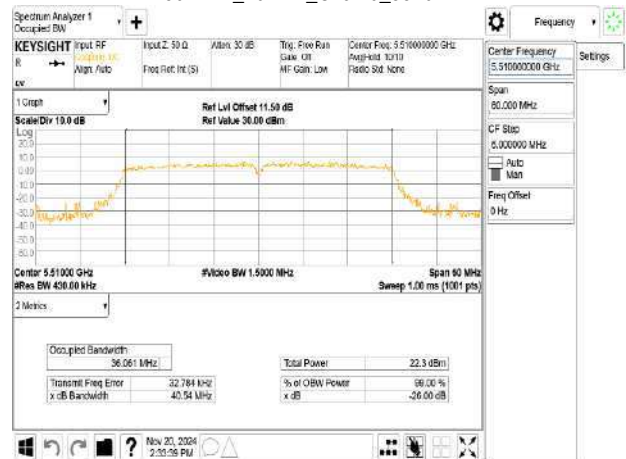 Spectrum Analyzer 1
Occupied BW
Frequency
KEYSIGHT
Input: RF
Align: Auto
Input Z: 50 Ω
Freq Ref: Int (S)
Atten: 30 dB
Trig: Free Run
Gate: Off
#IF Gain: Low
Center Freq: 5.510000000 GHz
Avg|Hold: 10/10
Radio Std: None
Center Frequency
5.510000000 GHz
Settings
Span
60.000 MHz
CF Step
6.000000 MHz
Auto
Man
Freq Offset
0 Hz
1 Graph
Scale/Div 10.0 dB
Ref Lvl Offset 11.50 dB
Ref Value 30.00 dBm
Log
20.0
10.0
0.00
-10.0
-20.0
-30.0
-40.0
-50.0
-60.0
Center 5.51000 GHz
#Res BW 430.00 kHz
#Video BW 1.5000 MHz
Span 60 MHz
Sweep 1.00 ms (1001 pts)
2 Metrics
Occupied Bandwidth
36.061 MHz
Total Power 22.3 dBm
Transmit Freq Error 32.784 kHz
% of OBW Power 99.00 %
x dB Bandwidth 40.54 MHz
x dB -26.00 dB
Nov 20, 2024
2:33:39 PM